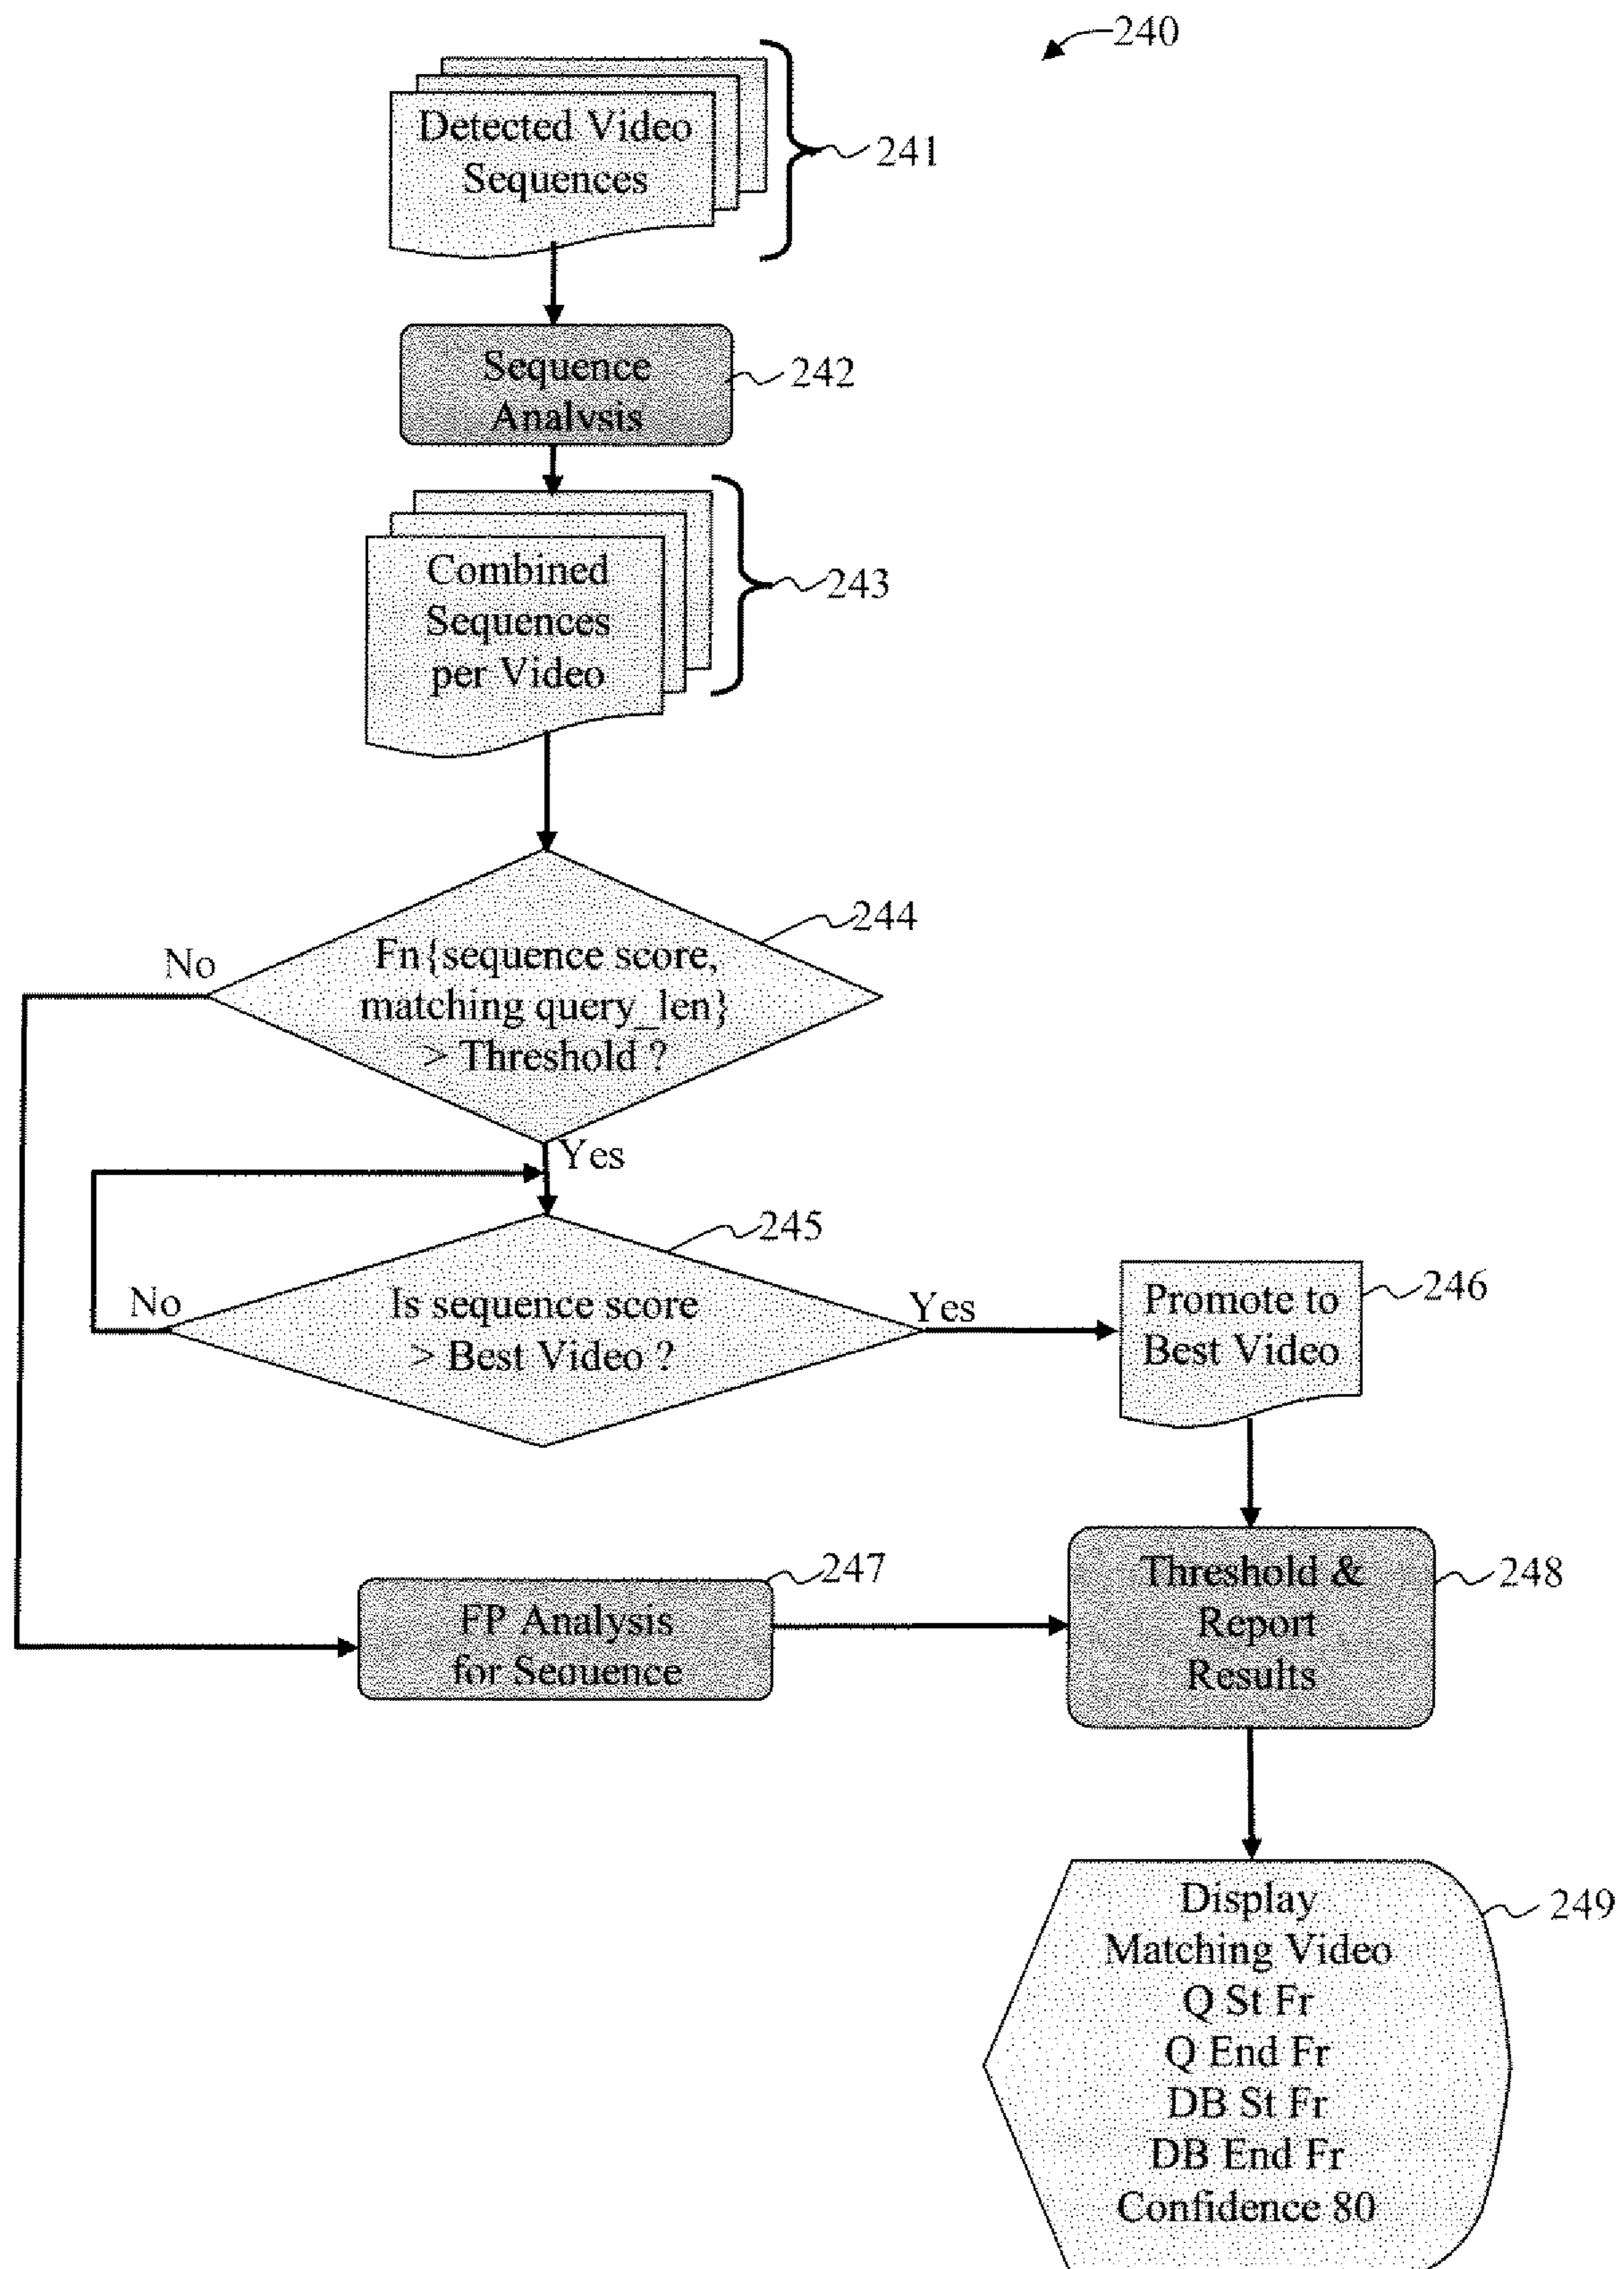 240
Detected Video
Sequences
241
Sequence
Analysis
242
Combined
Sequences
per Video
243
244
No
Fn{sequence score,
matching query_len}
> Threshold ?
Yes
245
No
Is sequence score
> Best Video ?
Yes
Promote to
Best Video
246
247
FP Analysis
for Sequence
Threshold &
Report
Results
248
Display
Matching Video
Q St Fr
Q End Fr
DB St Fr
DB End Fr
Confidence 80
249